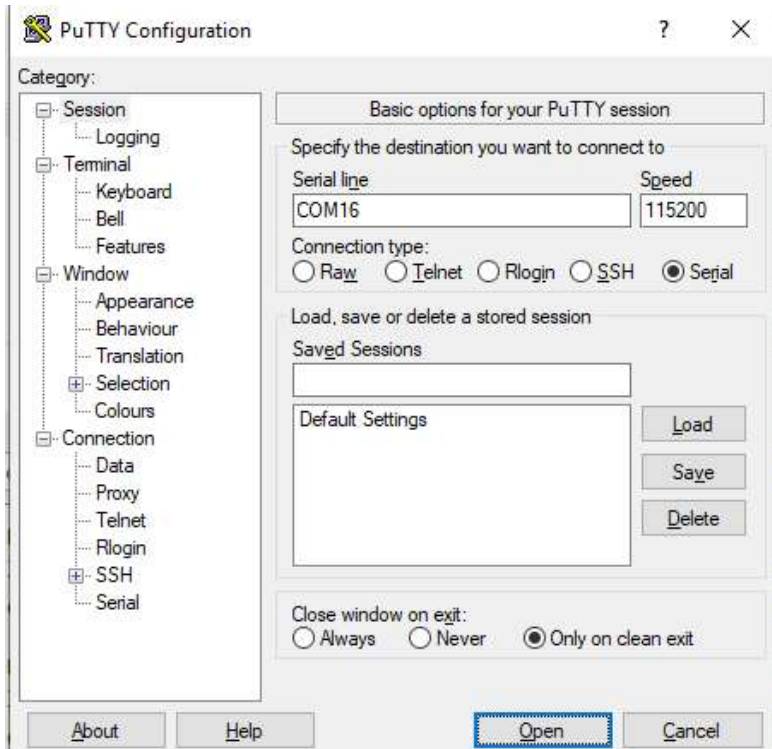 PuTTY Configuration ? X
Category:
Session
Logging
Terminal
Keyboard
Bell
Features
Window
Appearance
Behaviour
Translation
Selection
Colours
Connection
Data
Proxy
Telnet
Rlogin
SSH
Serial
Basic options for your PuTTY session
Specify the destination you want to connect to
Serial line Speed
COM16 115200
Connection type:
Raw Telnet Rlogin SSH Serial
Load, save or delete a stored session
Saved Sessions
Default Settings
Load
Save
Delete
Close window on exit:
Always Never Only on clean exit
About Help Open Cancel